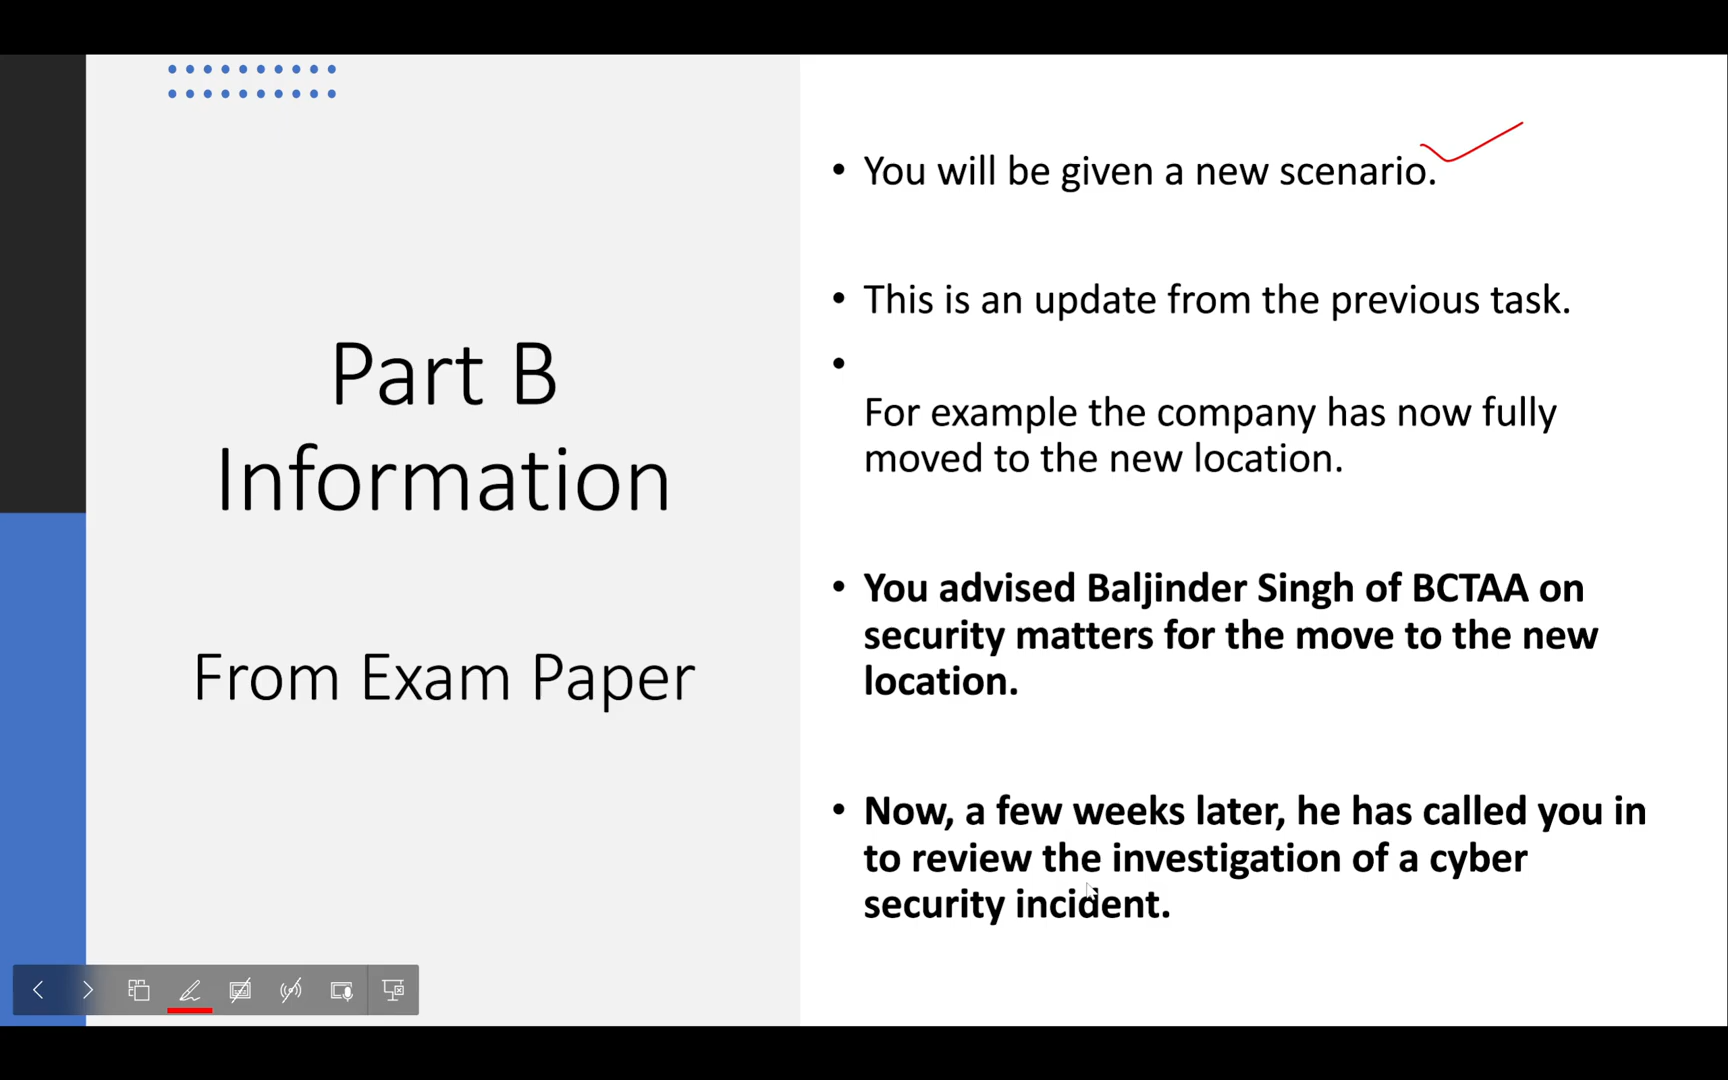 Part B
Information
From Exam Paper
• You will be given a new scenario.
• This is an update from the previous task.
•
For example the company has now fully
moved to the new location.
• You advised Baljinder Singh of BCTAA on
security matters for the move to the new
location.
• Now, a few weeks later, he has called you in
to review the investigation of a cyber
security incident.